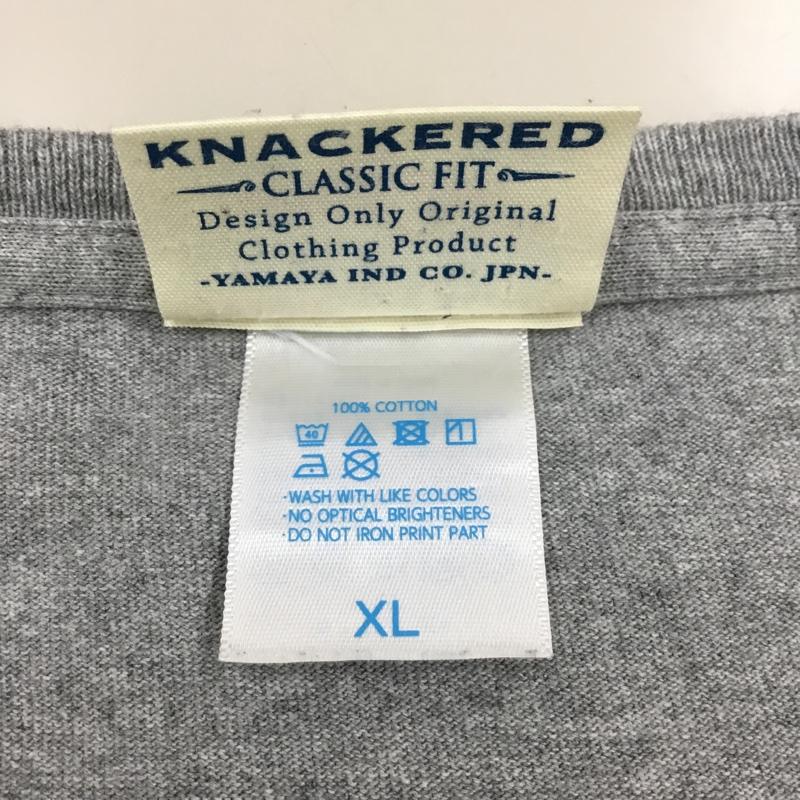 KNACKERED
CLASSIC FIT
Design Only Original
Clothing Product
-YAMAYA IND CO. JPN-
100% COTTON
40
·WASH WITH LIKE COLORS
·NO OPTICAL BRIGHTENERS
·DO NOT IRON PRINT PART
XL